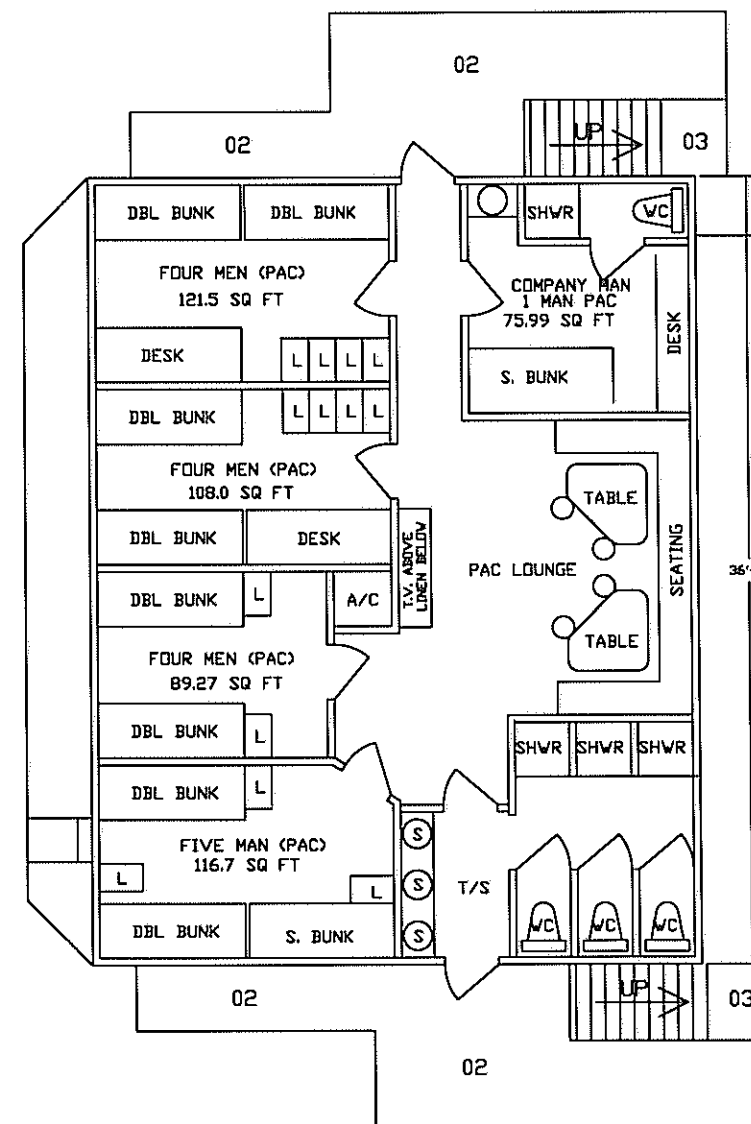 02
02
UP
03
DBL BUNK
DBL BUNK
SHWR
WC
FOUR MEN (PAC)
121.5 SQ FT
COMPANY MAN
1 MAN PAC
75.99 SQ FT
DESK
DESK
L
L
L
L
S. BUNK
DBL BUNK
L
L
L
L
FOUR MEN (PAC)
108.0 SQ FT
TABLE
DBL BUNK
DESK
T.V. ABOVE
LINEN BELOW
PAC LOUNGE
SEATING
36'
DBL BUNK
L
A/C
TABLE
FOUR MEN (PAC)
89.27 SQ FT
DBL BUNK
L
SHWR
SHWR
SHWR
DBL BUNK
L
FIVE MAN (PAC)
116.7 SQ FT
S
L
L
S
T/S
DBL BUNK
S. BUNK
S
WC
WC
WC
02
UP
03
02